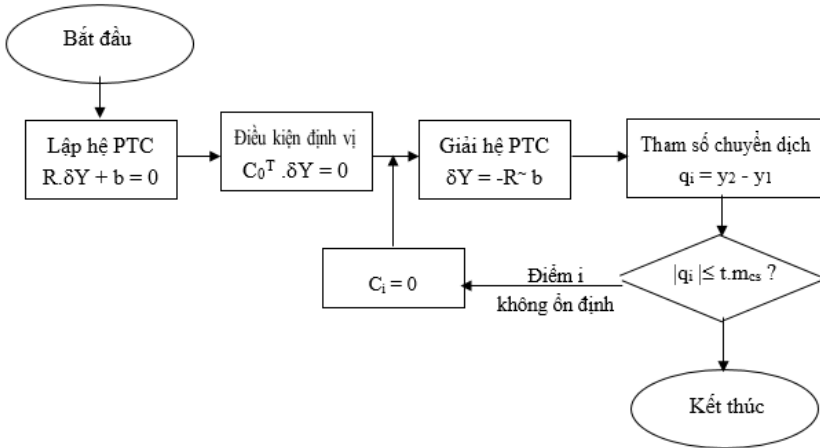 Bắt đầu
Lập hệ PTC
R.δY + b = 0
Điều kiện định vị
C₀ᵀ .δY = 0
Giải hệ PTC
δY = -R~ b
Tham số chuyển dịch
qᵢ = y₂ - y₁
|qᵢ |≤ t.m꜀ₛ ?
Điểm i
không ổn định
Cᵢ = 0
Kết thúc